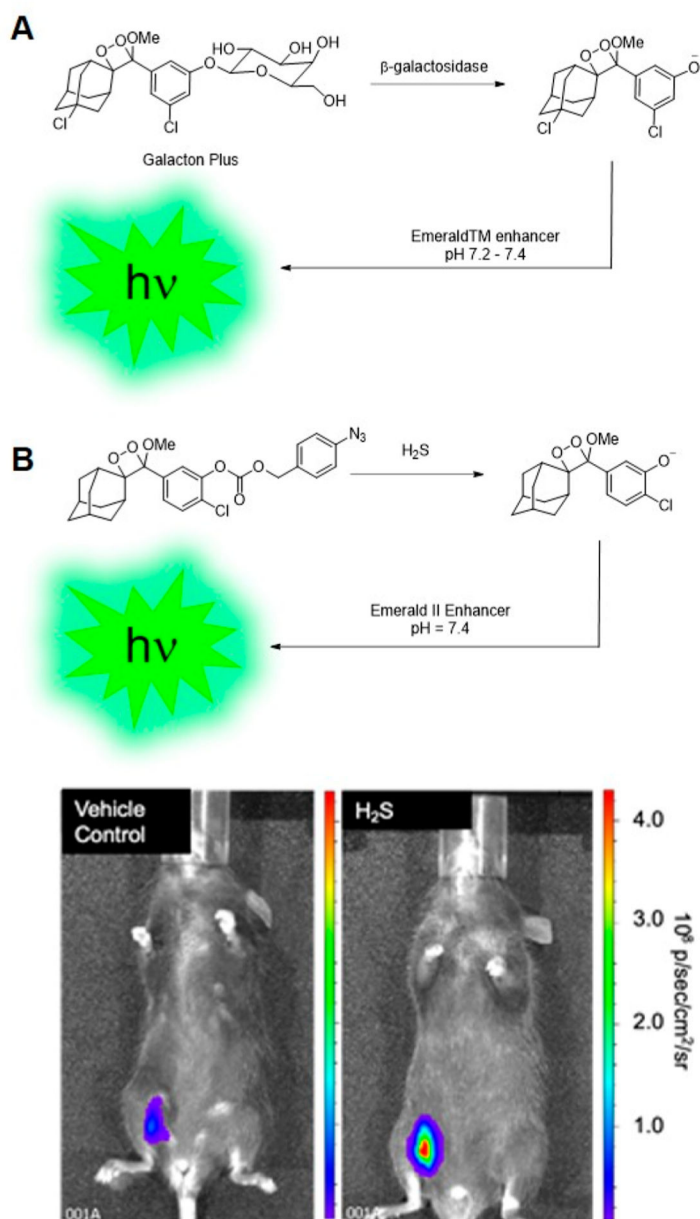 A
O-O OMe
HO OH OH
O
O
OH
Cl
Cl
Galacton Plus
β-galactosidase
O-O OMe
O⁻
Cl
Cl
EmeraldTM enhancer
pH 7.2 - 7.4
hν
B
O-O OMe
O O
O
Cl
N₃
H₂S
O-O OMe
O⁻
Cl
Emerald II Enhancer
pH = 7.4
hν
Vehicle
Control
H₂S
4.0
3.0
2.0
1.0
10⁸ p/sec/cm²/sr
001A
001A